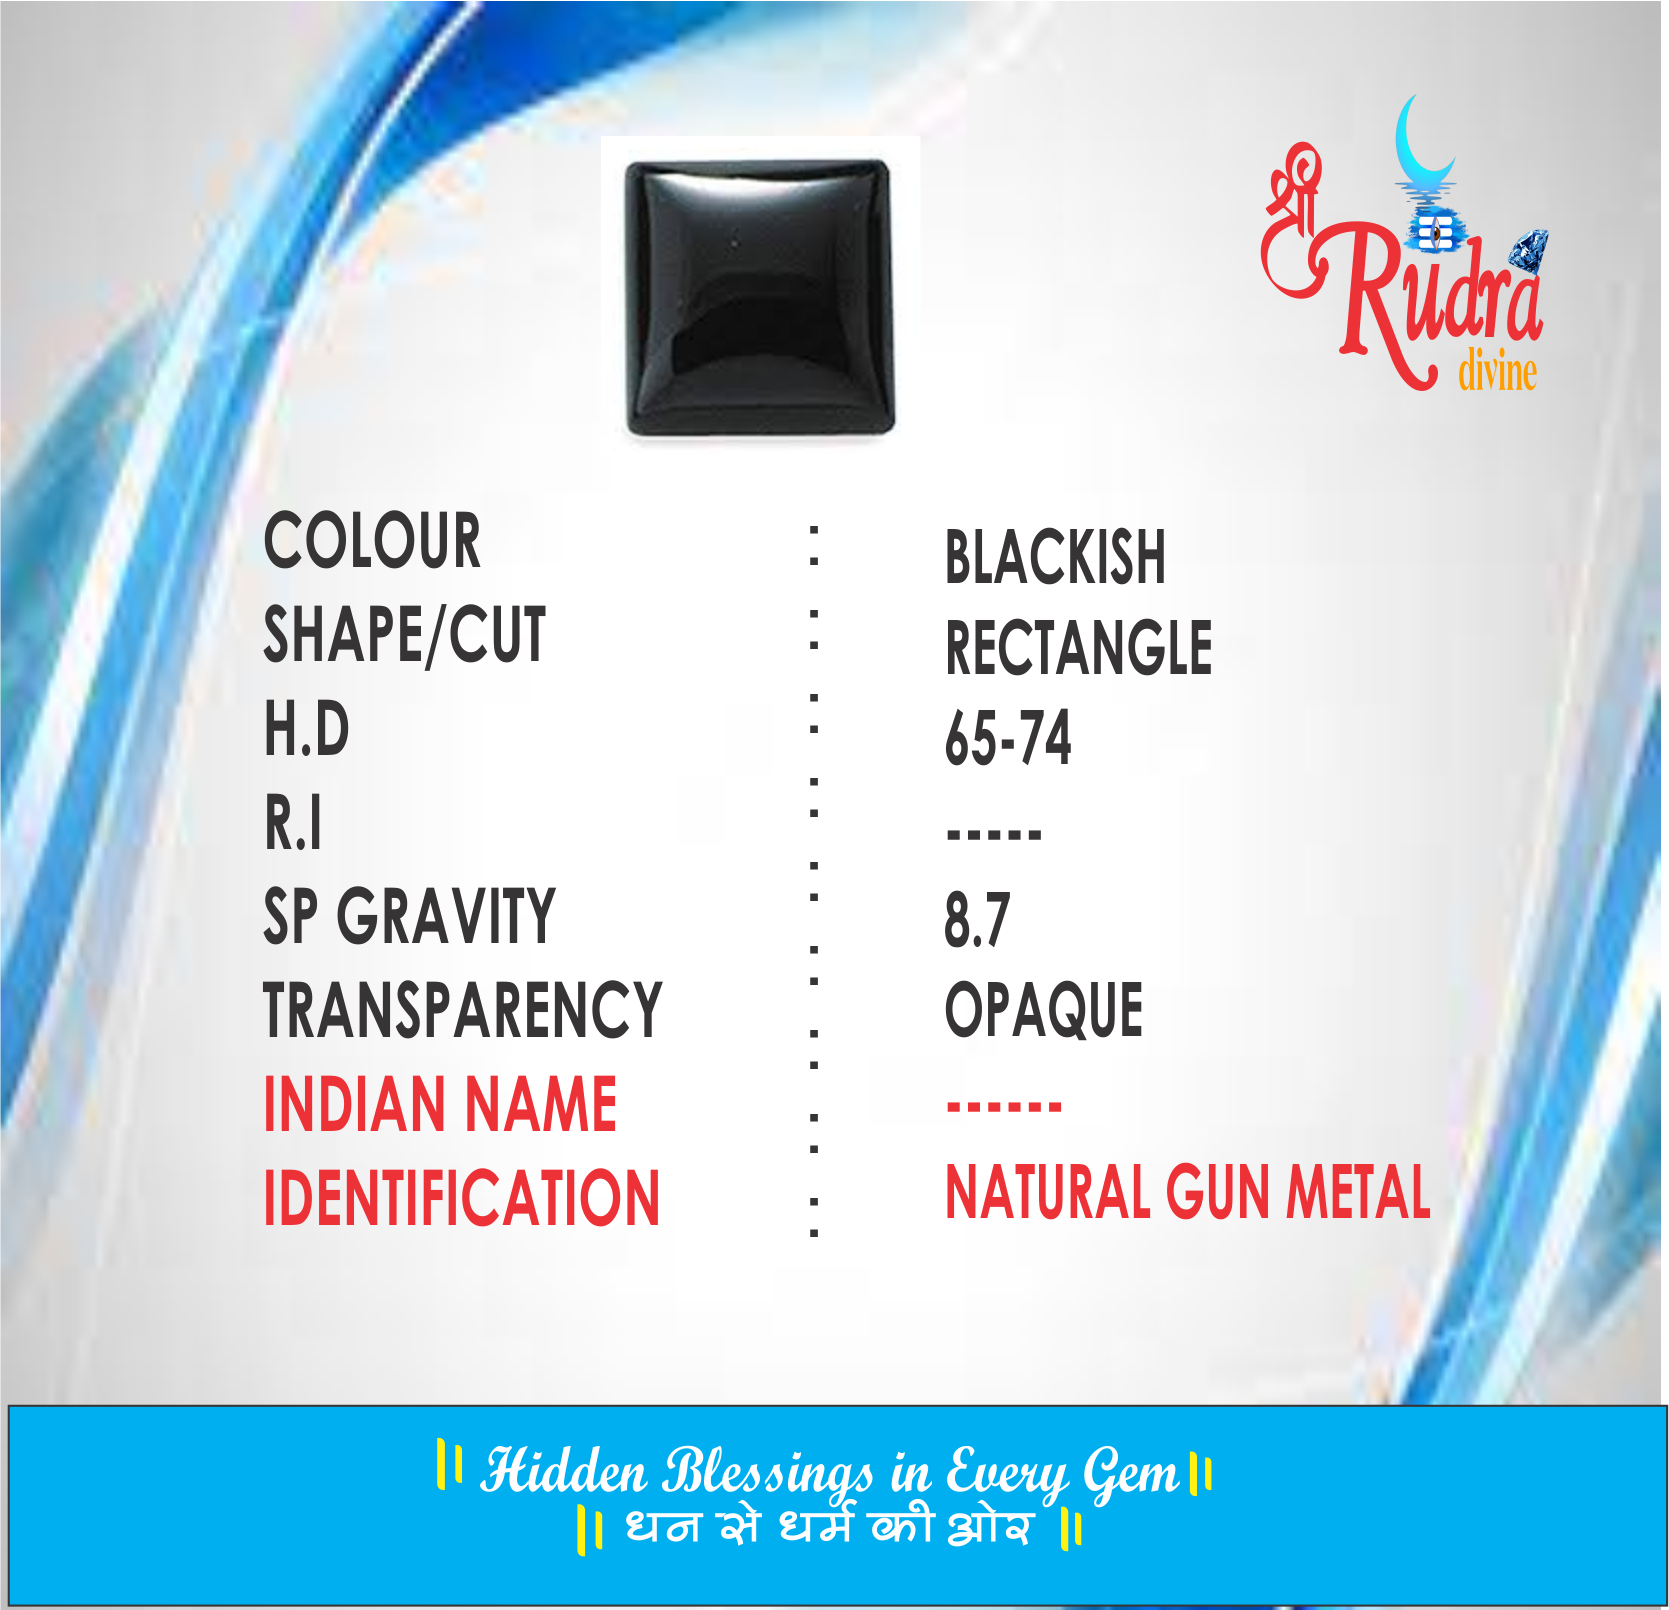 श्री
Rudra
divine
COLOUR : BLACKISH
SHAPE/CUT : RECTANGLE
H.D : 65-74
R.I : -----
SP GRAVITY : 8.7
TRANSPARENCY : OPAQUE
INDIAN NAME : ------
IDENTIFICATION : NATURAL GUN METAL
|| Hidden Blessings in Every Gem ||
|| धन से धर्म की ओर ||